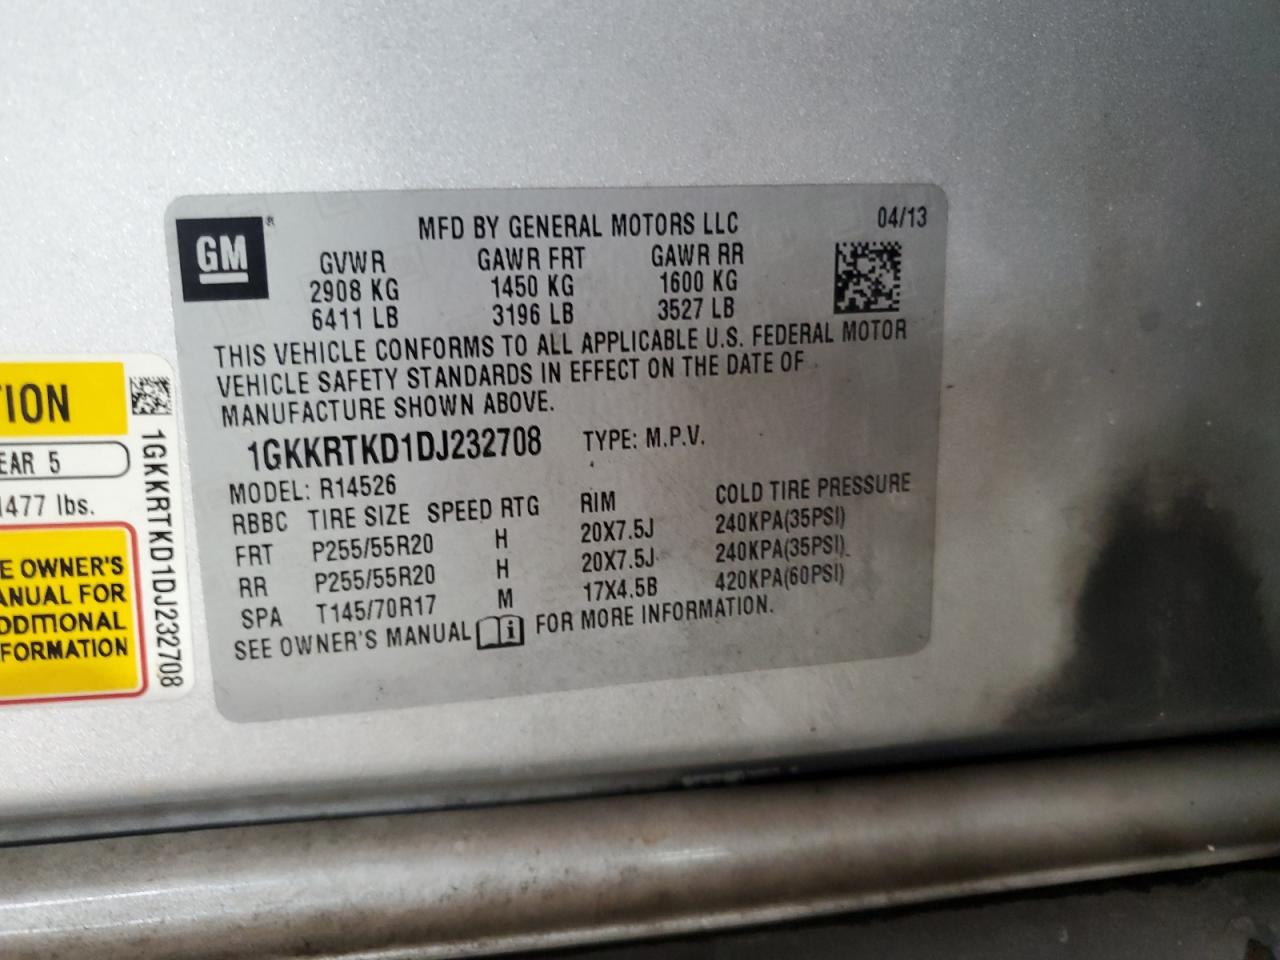 GM ®
MFD BY GENERAL MOTORS LLC 04/13
GVWR GAWR FRT GAWR RR
2908 KG 1450 KG 1600 KG
6411 LB 3196 LB 3527 LB
THIS VEHICLE CONFORMS TO ALL APPLICABLE U.S. FEDERAL MOTOR
VEHICLE SAFETY STANDARDS IN EFFECT ON THE DATE OF
MANUFACTURE SHOWN ABOVE.
1GKKRTKD1DJ232708 TYPE: M.P.V.
MODEL: R14526
RBBC TIRE SIZE SPEED RTG RIM COLD TIRE PRESSURE
FRT P255/55R20 H 20X7.5J 240KPA(35PSI)
RR P255/55R20 H 20X7.5J 240KPA(35PSI)
SPA T145/70R17 M 17X4.5B 420KPA(60PSI)
SEE OWNER'S MANUAL i FOR MORE INFORMATION.
TION
EAR 5
1477 lbs.
E OWNER'S
ANUAL FOR
DDITIONAL
FORMATION
1GKKRTKD1DJ232708